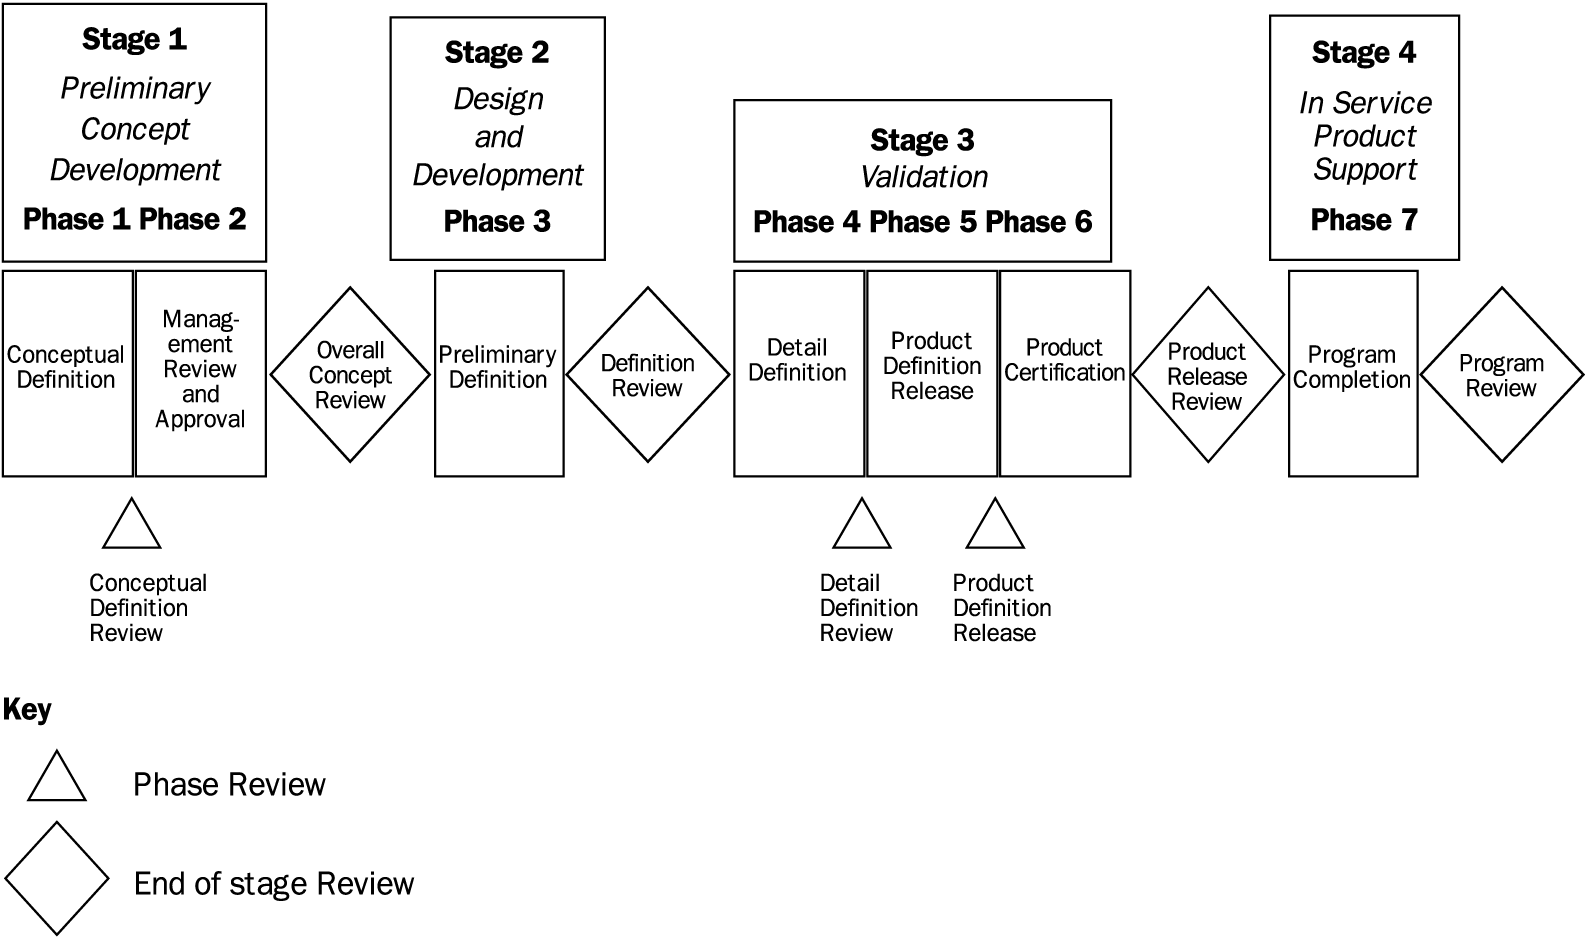 Stage 1
Preliminary
Concept
Development
Phase 1 Phase 2
Stage 2
Design
and
Development
Phase 3
Stage 3
Validation
Phase 4 Phase 5 Phase 6
Stage 4
In Service
Product
Support
Phase 7
Conceptual
Definition
Manag-
ement
Review
and
Approval
Overall
Concept
Review
Preliminary
Definition
Definition
Review
Detail
Definition
Product
Definition
Release
Product
Certification
Product
Release
Review
Program
Completion
Program
Review
Conceptual
Definition
Review
Detail
Definition
Review
Product
Definition
Release
Key
Phase Review
End of stage Review